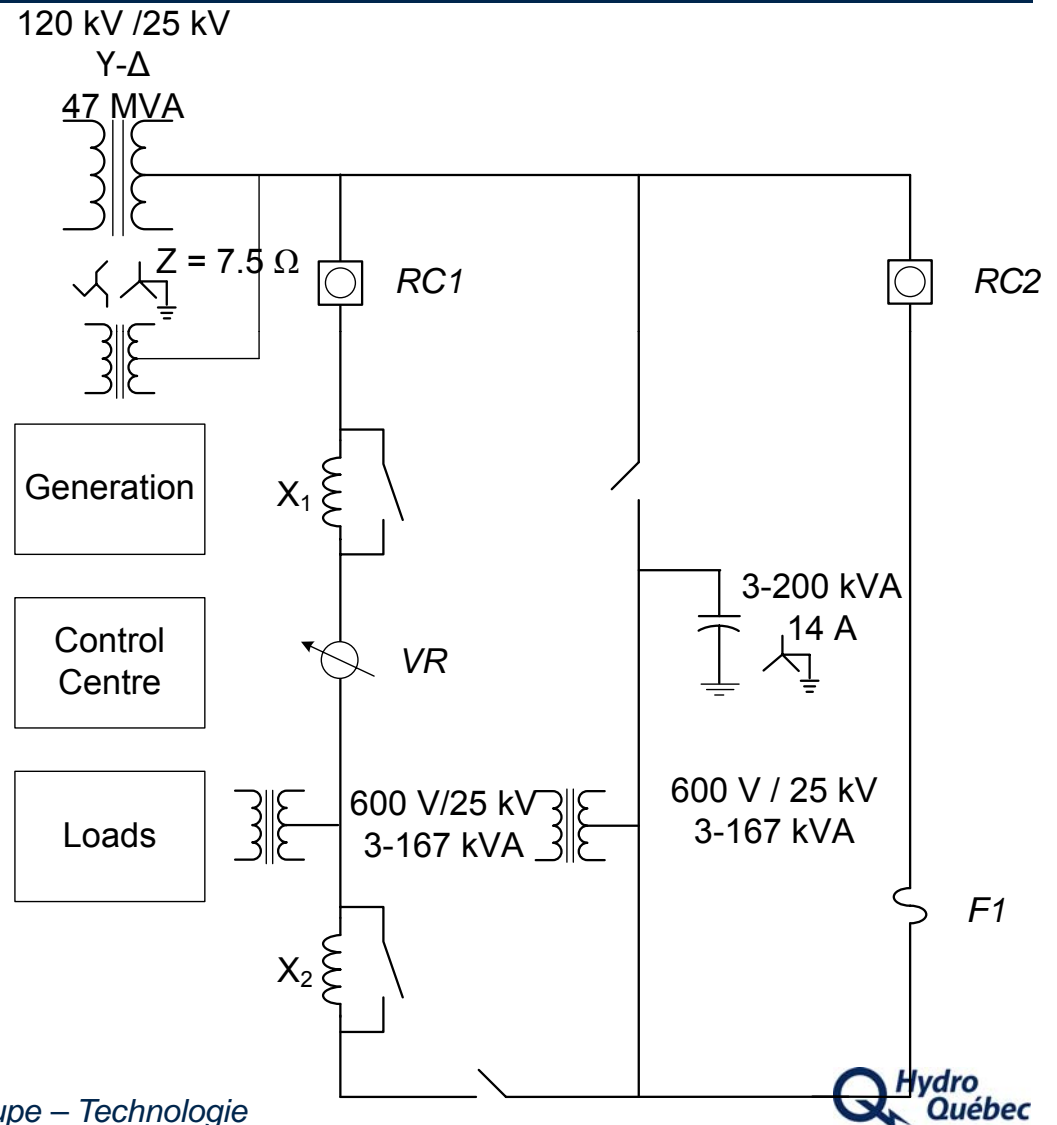 120 kV /25 kV
Y-Δ
47 MVA
Z = 7.5 Ω
RC1
RC2
Generation
X₁
3-200 kVA
14 A
Control
Centre
VR
Loads
600 V/25 kV
3-167 kVA
600 V / 25 kV
3-167 kVA
F1
X₂
upe – Technologie
Hydro
Québec